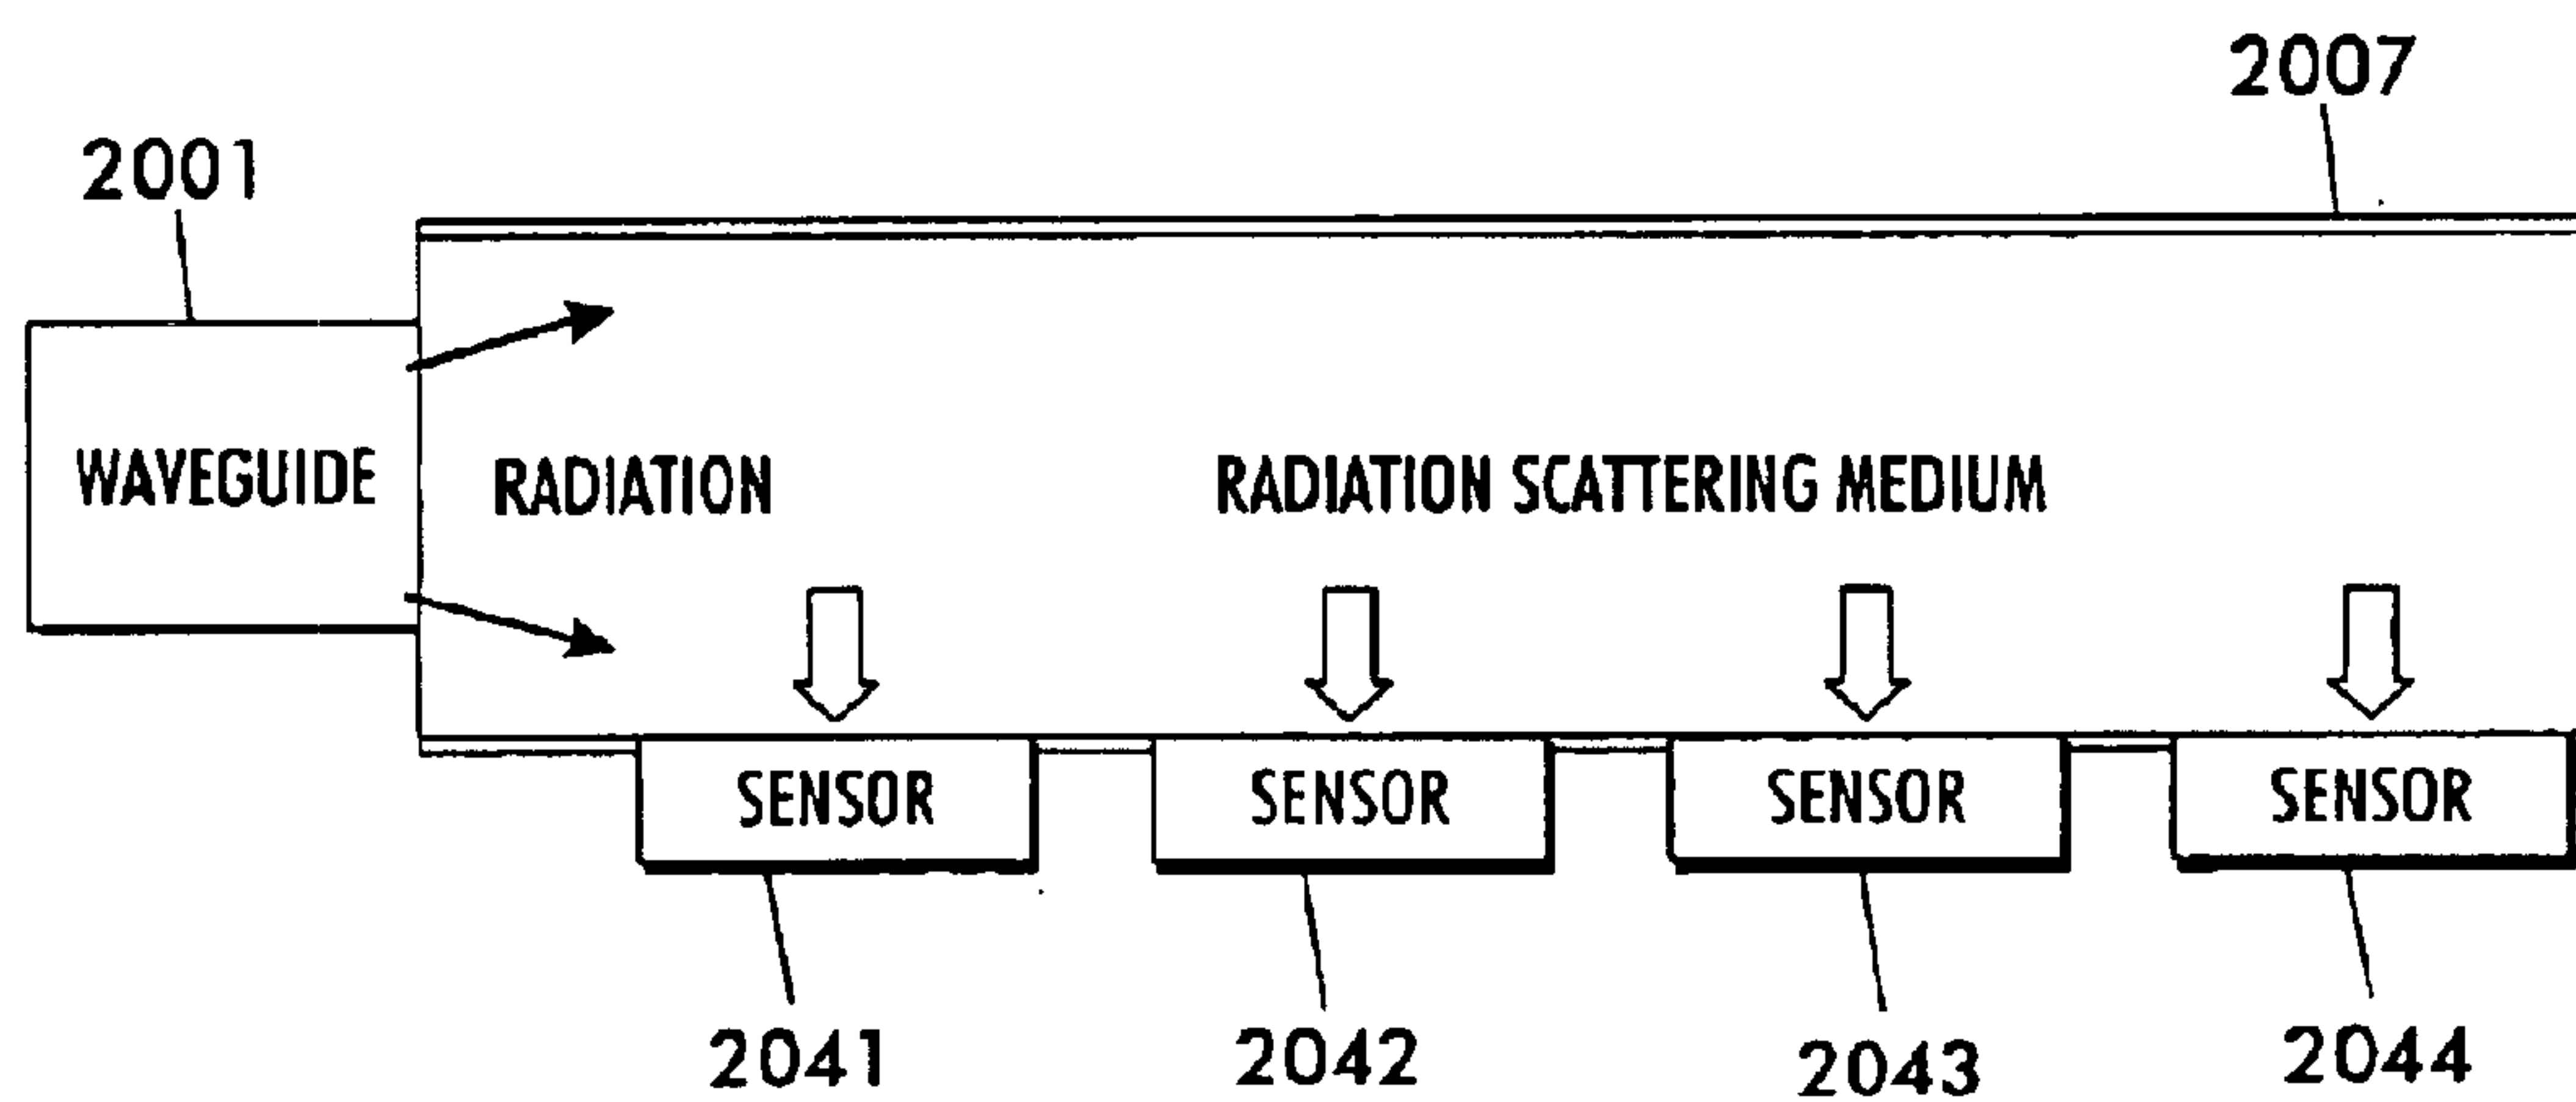 2007
2001
WAVEGUIDE
RADIATION
RADIATION SCATTERING MEDIUM
SENSOR
SENSOR
SENSOR
SENSOR
2041
2042
2043
2044